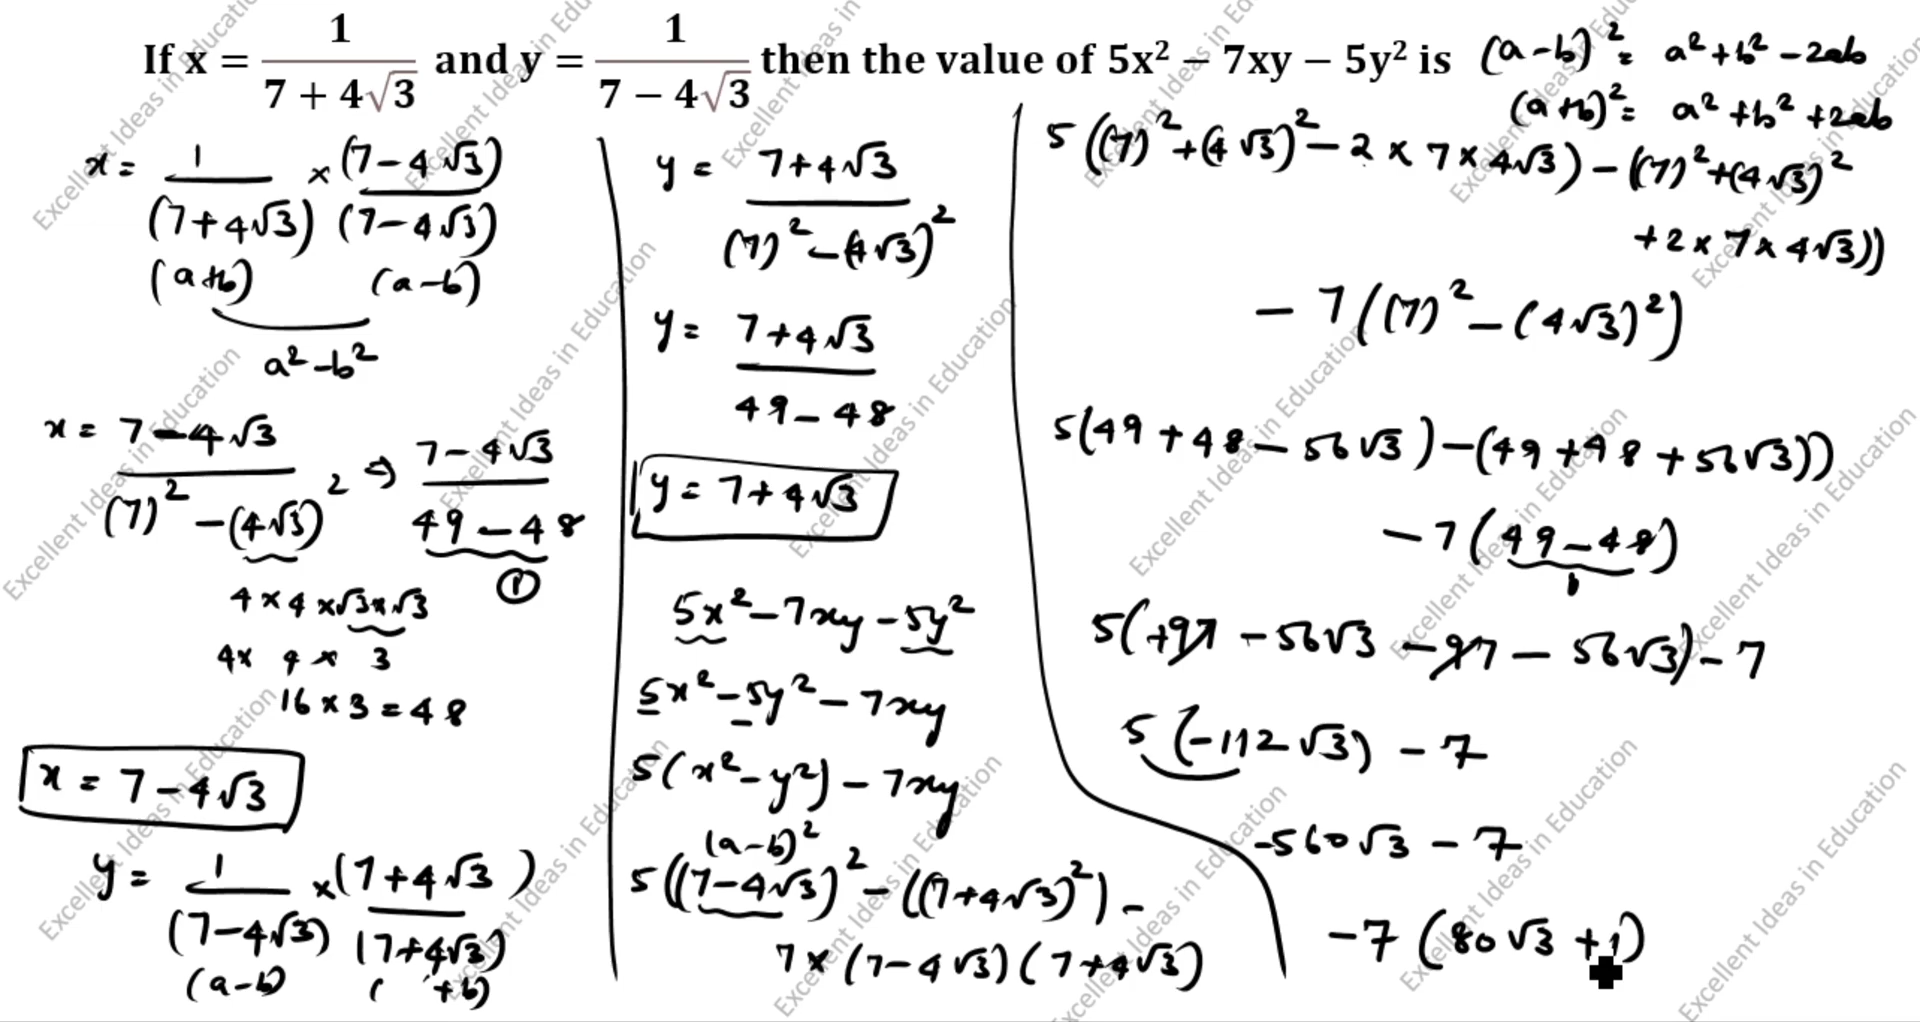 If x = 1/(7 + 4√3) and y = 1/(7 − 4√3) then the value of 5x² − 7xy − 5y² is
x = 1/(7+4√3) × (7−4√3)/(7−4√3)
(a+b) (a−b)
a²−b²
x = (7−4√3)/((7)²−(4√3)²) ⇒ (7−4√3)/(49−48)
①
4×4×√3×√3
4× 4 × 3
16×3=48
x = 7−4√3
y = 1/(7−4√3) × (7+4√3)/(7+4√3)
(a−b) ( +b)
y = (7+4√3)/((7)²−(4√3)²)
y = (7+4√3)/(49−48)
y = 7+4√3
5x²−7xy−5y²
5x²−5y²−7xy
5(x²−y²)−7xy
(a−b)²
5((7−4√3)²−((7+4√3)²)−
7×(7−4√3)(7+4√3)
(a−b)² = a²+b²−2ab
(a+b)² = a²+b²+2ab
5((7)²+(4√3)²−2×7×4√3)−((7)²+(4√3)²
+2×7×4√3))
−7((7)²−(4√3)²)
5(49+48−56√3)−(49+48+56√3))
−7(49−48)
1
5(+97−56√3−97−56√3)−7
5(−112√3)−7
−560√3−7
−7(80√3+1)
Excellent Ideas in Education